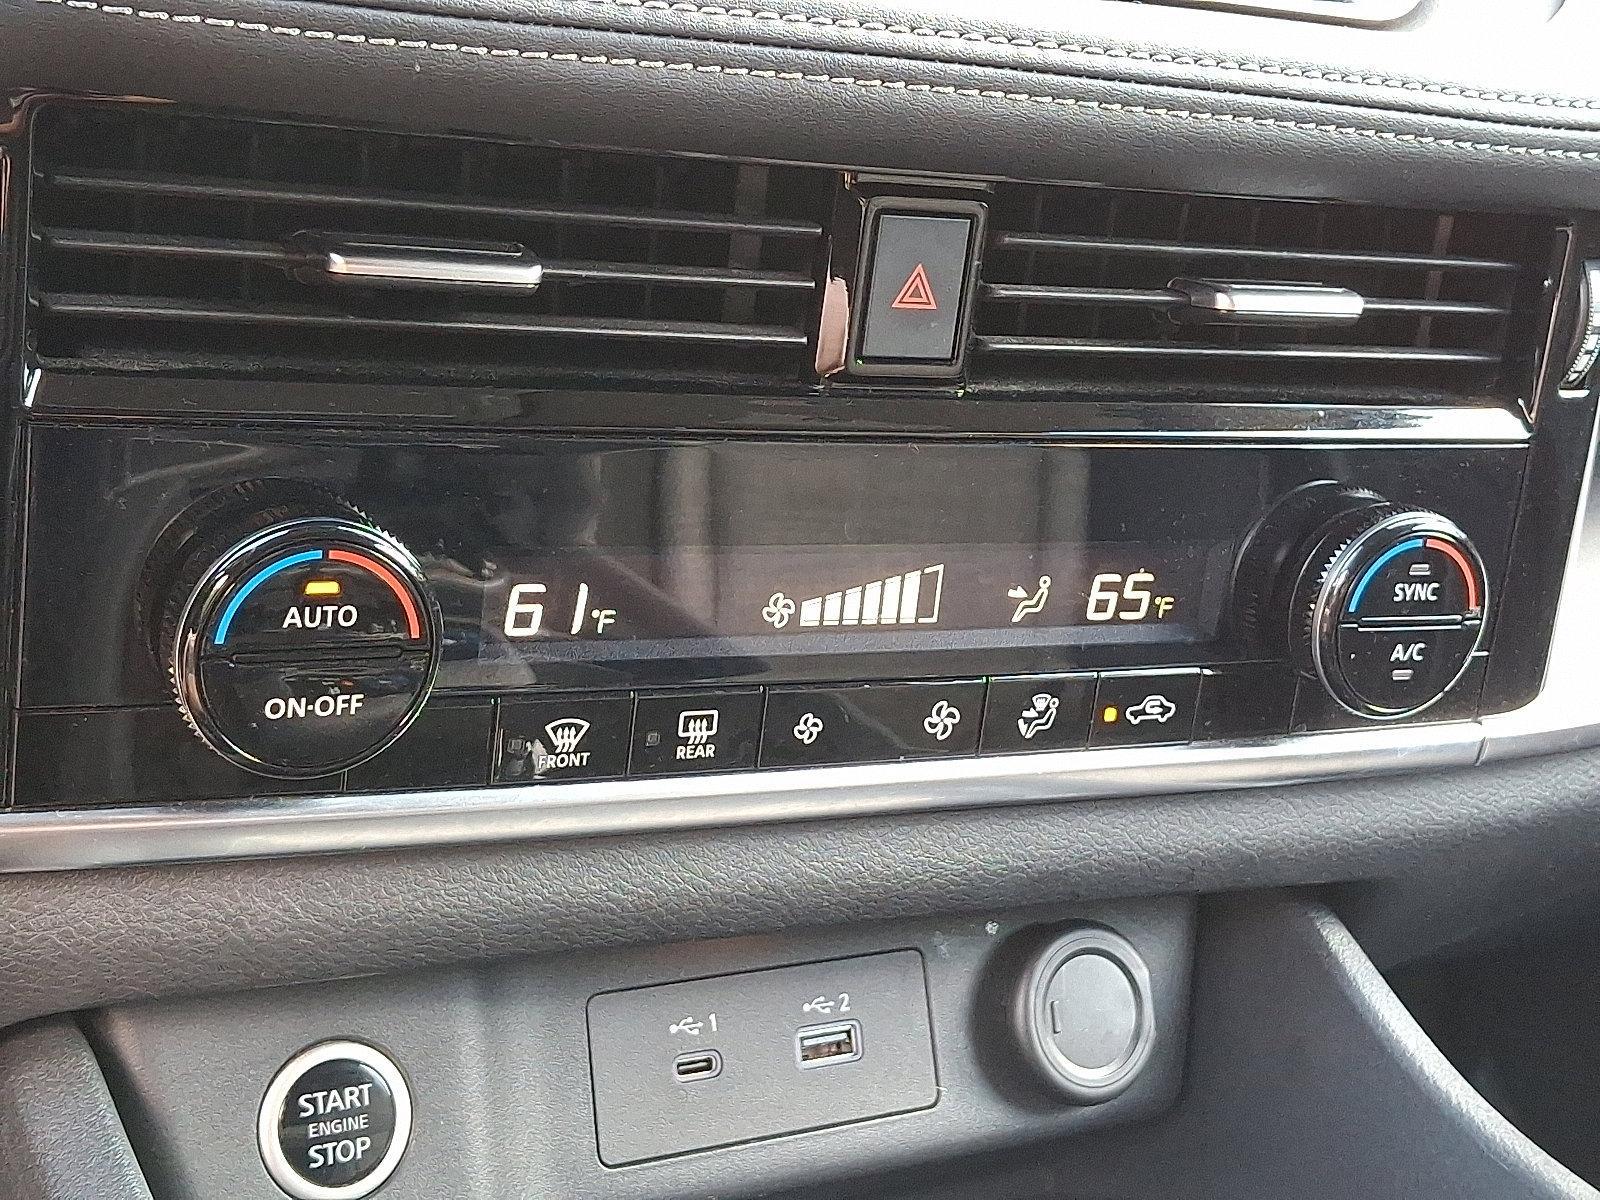 AUTO
ON·OFF
61°F
65°F
SYNC
A/C
FRONT
REAR
1
2
START
ENGINE
STOP